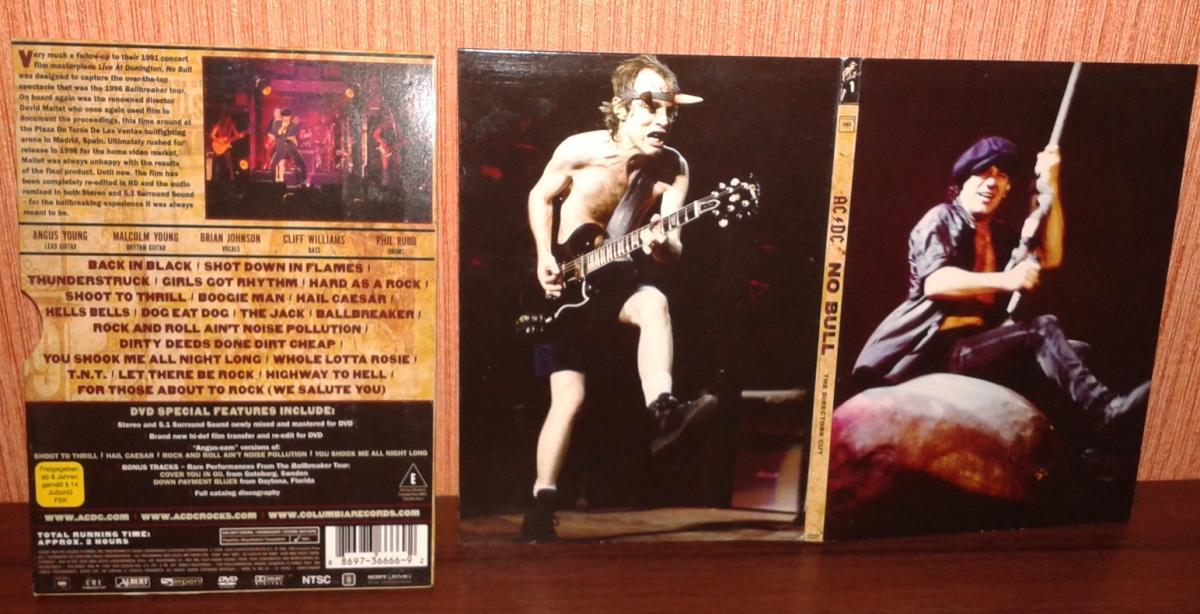 Very much a follow-up to their 1991 concert
film masterpiece Live At Donington, No Bull
was designed to capture the over-the-top
spectacle that was the 1996 Ballbreaker tour.
On board again was the renowned director
David Mallet who once again used film to
document the proceedings, this time around at
the Plaza De Toros De Las Ventas bullfighting
arena in Madrid, Spain. Ultimately rushed for
release in 1996 for the home video market,
Mallet was always unhappy with the results
of the final product. Until now. The film has
been completely re-edited in HD and the audio
remixed in both Stereo and 5.1 Surround Sound
– for the ballbreaking experience it was always
meant to be.
ANGUS YOUNG MALCOLM YOUNG BRIAN JOHNSON CLIFF WILLIAMS PHIL RUDD
LEAD GUITAR RHYTHM GUITAR VOCALS BASS DRUMS
BACK IN BLACK | SHOT DOWN IN FLAMES |
THUNDERSTRUCK | GIRLS GOT RHYTHM | HARD AS A ROCK |
SHOOT TO THRILL | BOOGIE MAN | HAIL CAESAR |
HELLS BELLS | DOG EAT DOG | THE JACK | BALLBREAKER |
ROCK AND ROLL AIN'T NOISE POLLUTION |
DIRTY DEEDS DONE DIRT CHEAP |
YOU SHOOK ME ALL NIGHT LONG | WHOLE LOTTA ROSIE |
T.N.T. | LET THERE BE ROCK | HIGHWAY TO HELL |
FOR THOSE ABOUT TO ROCK (WE SALUTE YOU)
DVD SPECIAL FEATURES INCLUDE:
Stereo and 5.1 Surround Sound newly mixed and mastered for DVD
Brand new hi-def film transfer and re-edit for DVD
"Angus-cam" versions of:
SHOOT TO THRILL | HAIL CAESAR | ROCK AND ROLL AIN'T NOISE POLLUTION | YOU SHOOK ME ALL NIGHT LONG
BONUS TRACKS – Rare Performances From The Ballbreaker Tour:
COVER YOU IN OIL from Goteburg, Sweden
DOWN PAYMENT BLUES from Daytona, Florida
Full catalog discography
Freigegeben
ab 6 Jahren
gemäß § 14
JuSchG
FSK
E
WWW.ACDC.COM | WWW.ACDCROCKS.COM | WWW.COLUMBIARECORDS.COM
TOTAL RUNNING TIME:
APPROX. 2 HOURS
8 8697-36666-9 2
ALBERT
serpent
DVD
NTSC
0
SONY BMG
1
AC/DC NO BULL THE DIRECTORS CUT